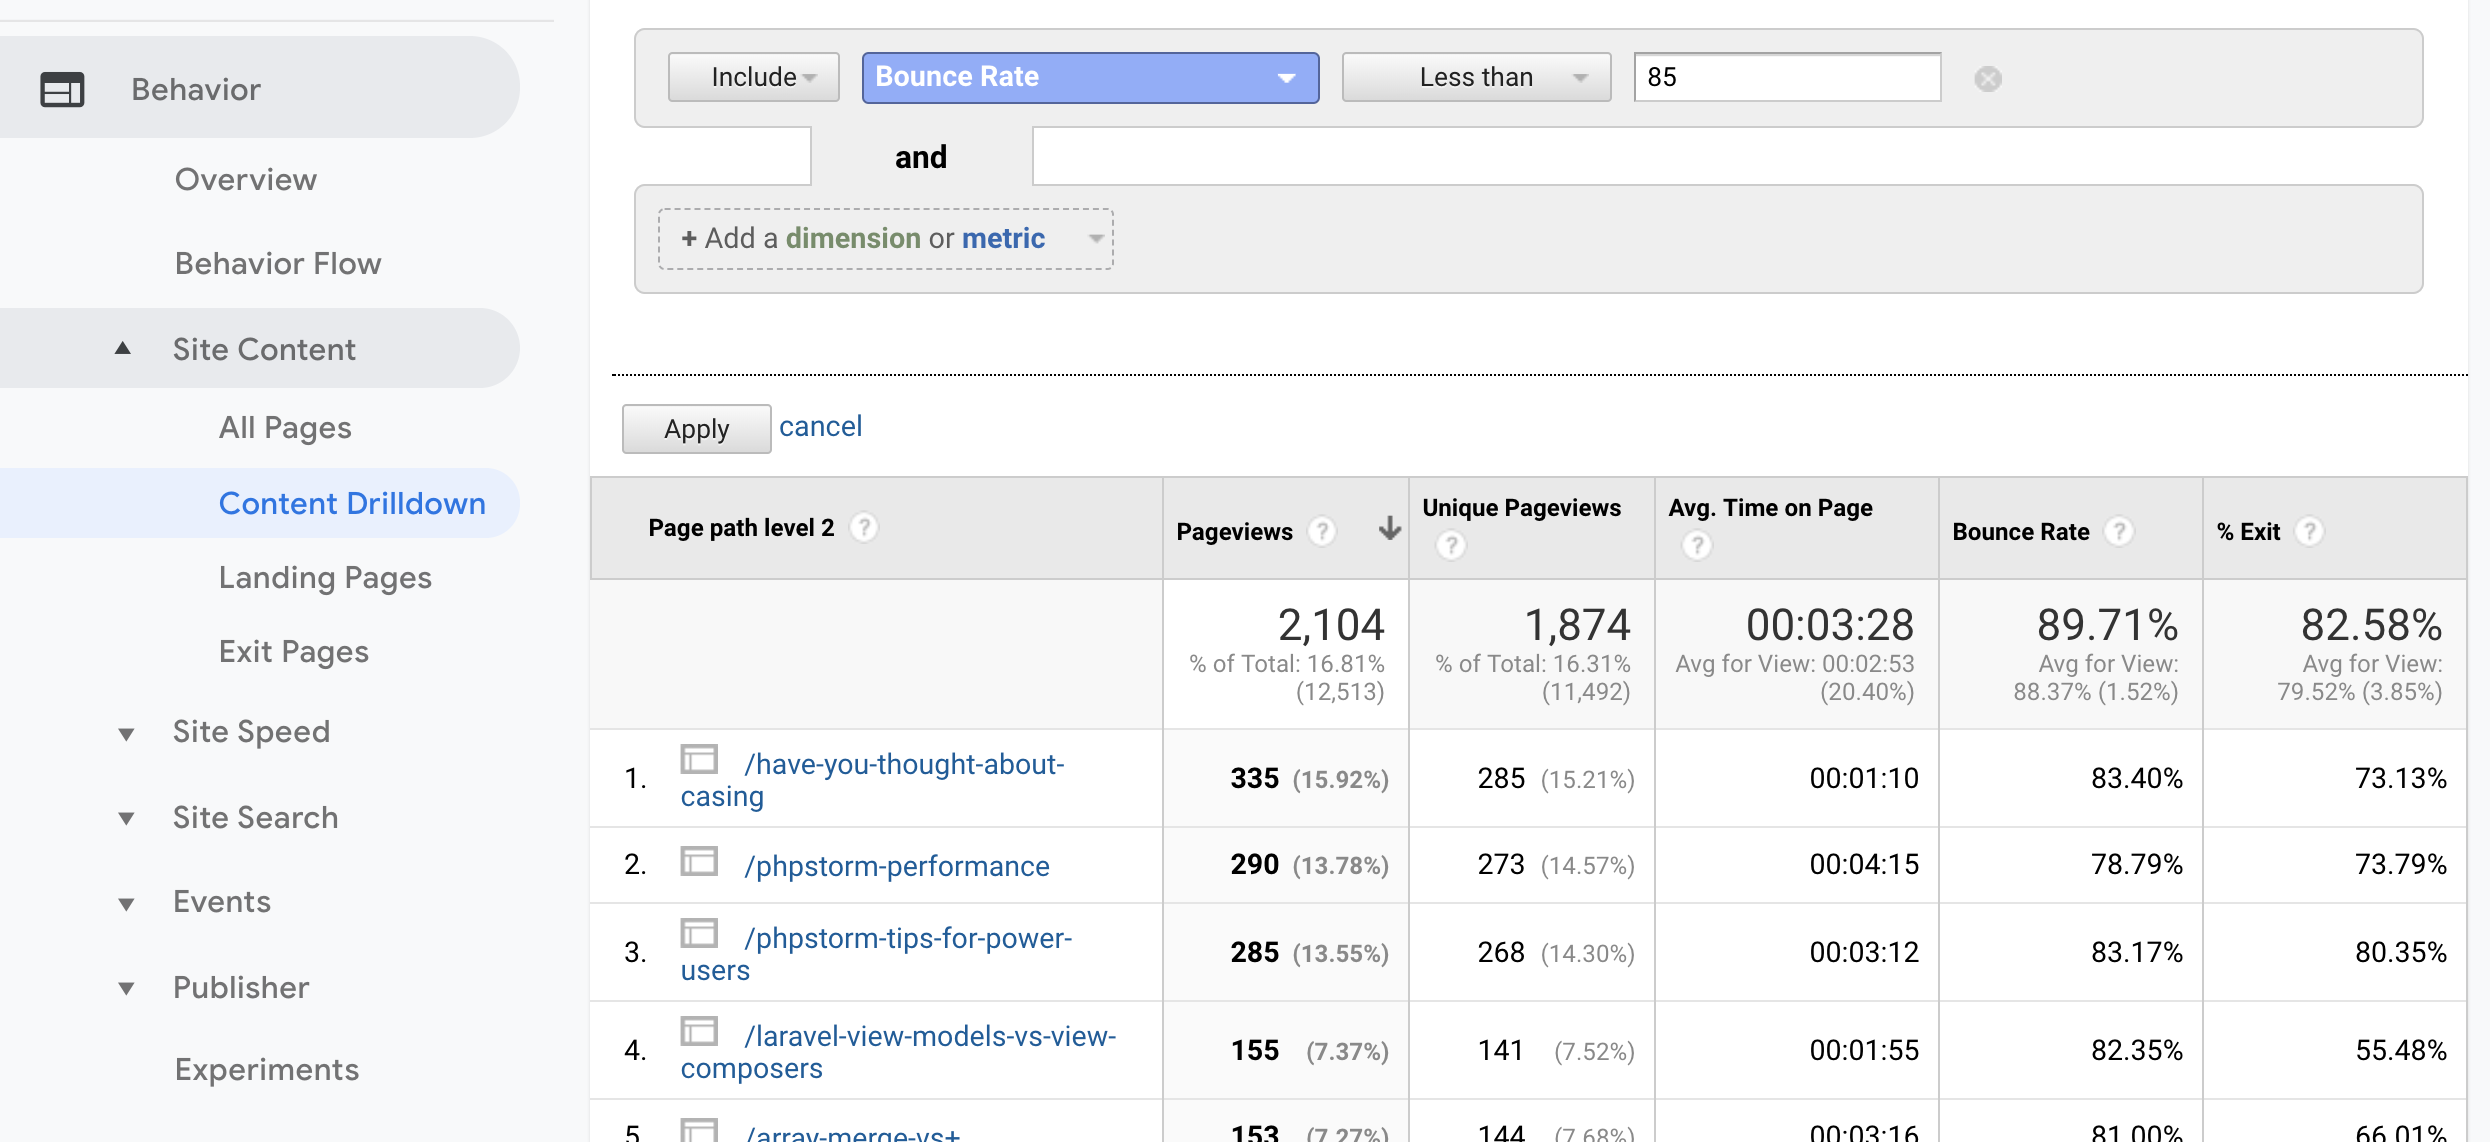 Behavior
Overview
Behavior Flow
Site Content
All Pages
Content Drilldown
Landing Pages
Exit Pages
Site Speed
Site Search
Events
Publisher
Experiments
Include Bounce Rate Less than 85
and
+ Add a dimension or metric
Apply cancel
Page path level 2 ? Pageviews ? Unique Pageviews ? Avg. Time on Page ? Bounce Rate ? % Exit ?
2,104 1,874 00:03:28 89.71% 82.58%
% of Total: 16.81% % of Total: 16.31% Avg for View: 00:02:53 Avg for View: Avg for View:
(12,513) (11,492) (20.40%) 88.37% (1.52%) 79.52% (3.85%)
1. /have-you-thought-about-
casing 335 (15.92%) 285 (15.21%) 00:01:10 83.40% 73.13%
2. /phpstorm-performance 290 (13.78%) 273 (14.57%) 00:04:15 78.79% 73.79%
3. /phpstorm-tips-for-power-
users 285 (13.55%) 268 (14.30%) 00:03:12 83.17% 80.35%
4. /laravel-view-models-vs-view-
composers 155 (7.37%) 141 (7.52%) 00:01:55 82.35% 55.48%
5. /array-merge-vs+ 153 (7.27%) 144 (7.68%) 00:03:16 81.00% 66.01%